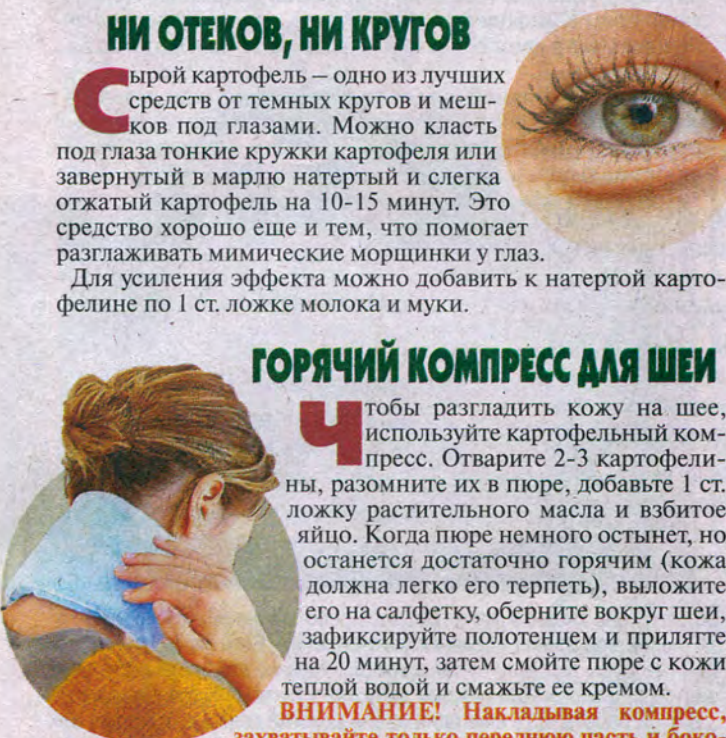 НИ ОТЕКОВ, НИ КРУГОВ
Сырой картофель – одно из лучших
средств от темных кругов и меш-
ков под глазами. Можно класть
под глаза тонкие кружки картофеля или
завернутый в марлю натертый и слегка
отжатый картофель на 10-15 минут. Это
средство хорошо еще и тем, что помогает
разглаживать мимические морщинки у глаз.
Для усиления эффекта можно добавить к натертой карто-
фелине по 1 ст. ложке молока и муки.
ГОРЯЧИЙ КОМПРЕСС ДЛЯ ШЕИ
Чтобы разгладить кожу на шее,
используйте картофельный ком-
пресс. Отварите 2-3 картофели-
ны, разомните их в пюре, добавьте 1 ст.
ложку растительного масла и взбитое
яйцо. Когда пюре немного остынет, но
останется достаточно горячим (кожа
должна легко его терпеть), выложите
его на салфетку, оберните вокруг шеи,
зафиксируйте полотенцем и прилягте
на 20 минут, затем смойте пюре с кожи
теплой водой и смажьте ее кремом.
ВНИМАНИЕ! Накладывая компресс,
захватывайте только переднюю часть и боко-